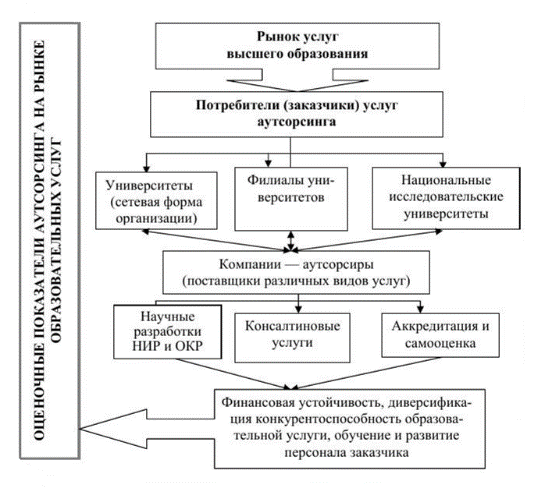 ОЦЕНОЧНЫЕ ПОКАЗАТЕЛИ АУТСОРСИНГА НА РЫНКЕ
ОБРАЗОВАТЕЛЬНЫХ УСЛУГ
Рынок услуг
высшего образования
Потребители (заказчики) услуг
аутсорсинга
Университеты
(сетевая форма
организации)
Филиалы уни-
верситетов
Национальные
исследовательские
университеты
Компании — аутсорсиры
(поставщики различных видов услуг)
Научные
разработки
НИР и ОКР
Консалтиновые
услуги
Аккредитация и
самооценка
Финансовая устойчивость, диверсифика-
ция конкурентоспособность образова-
тельной услуги, обучение и развитие
персонала заказчика